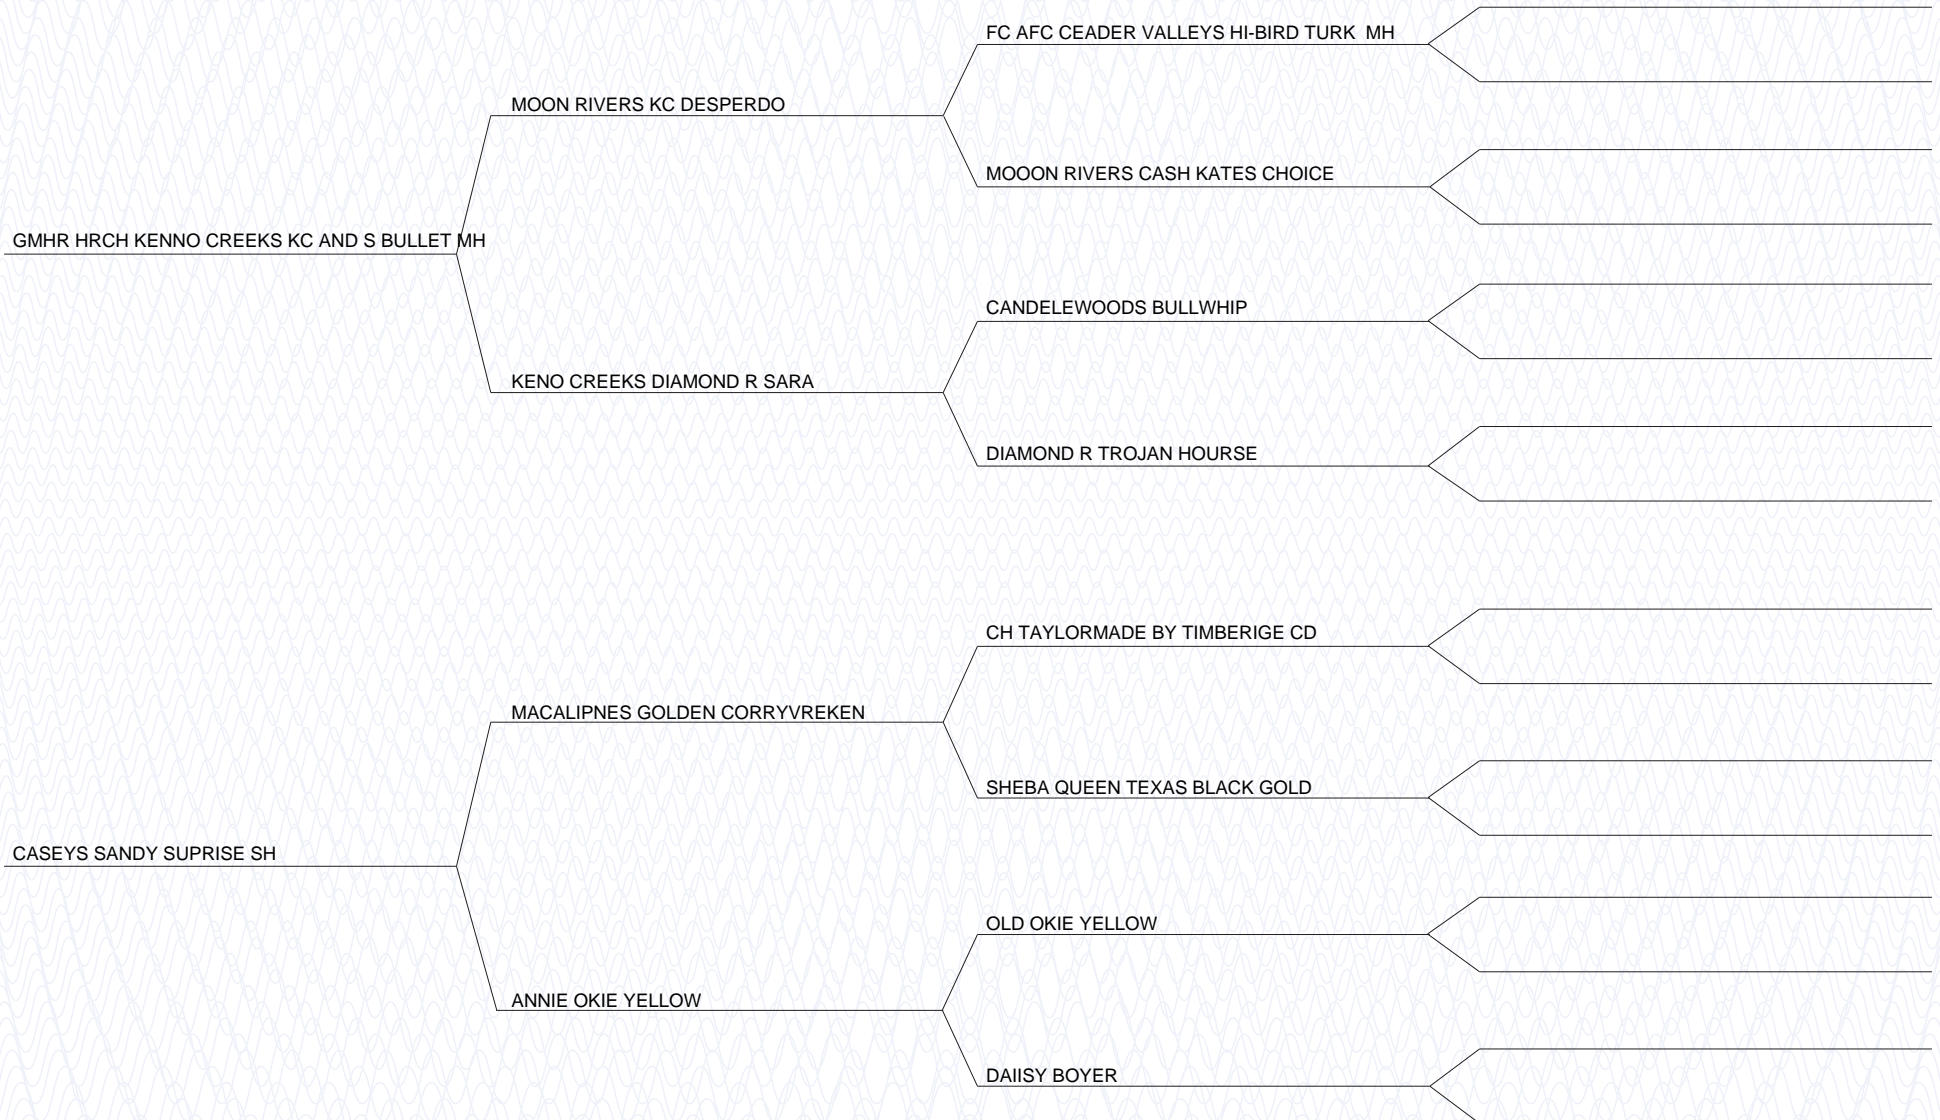 FC AFC CEADER VALLEYS HI-BIRD TURK  MH
MOON RIVERS KC DESPERDO
MOOON RIVERS CASH KATES CHOICE
GMHR HRCH KENNO CREEKS KC AND S BULLET MH
CANDELEWOODS BULLWHIP
KENO CREEKS DIAMOND R SARA
DIAMOND R TROJAN HOURSE
CH TAYLORMADE BY TIMBERIGE CD
MACALIPNES GOLDEN CORRYVREKEN
SHEBA QUEEN TEXAS BLACK GOLD
CASEYS SANDY SUPRISE SH
OLD OKIE YELLOW
ANNIE OKIE YELLOW
DAIISY BOYER